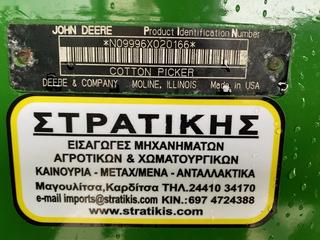 JOHN DEERE Product Identification Number
*N09996X020166*
COTTON PICKER
DEERE & COMPANY MOLINE, ILLINOIS Made in USA
ΣΤΡΑΤΙΚΗΣ
ΕΙΣΑΓΩΓΕΣ ΜΗΧΑΝΗΜΑΤΩΝ
ΑΓΡΟΤΙΚΩΝ & ΧΩΜΑΤΟΥΡΓΙΚΩΝ
ΚΑΙΝΟΥΡΙΑ - ΜΕΤΑΧ/ΜΕΝΑ - ΑΝΤΑΛΛΑΚΤΙΚΑ
Μαγουλίτσα,Καρδίτσα ΤΗΛ.24410 34170
e-mail imports@stratikis.com ΚΙΝ.:697 4724388
www.stratikis.com